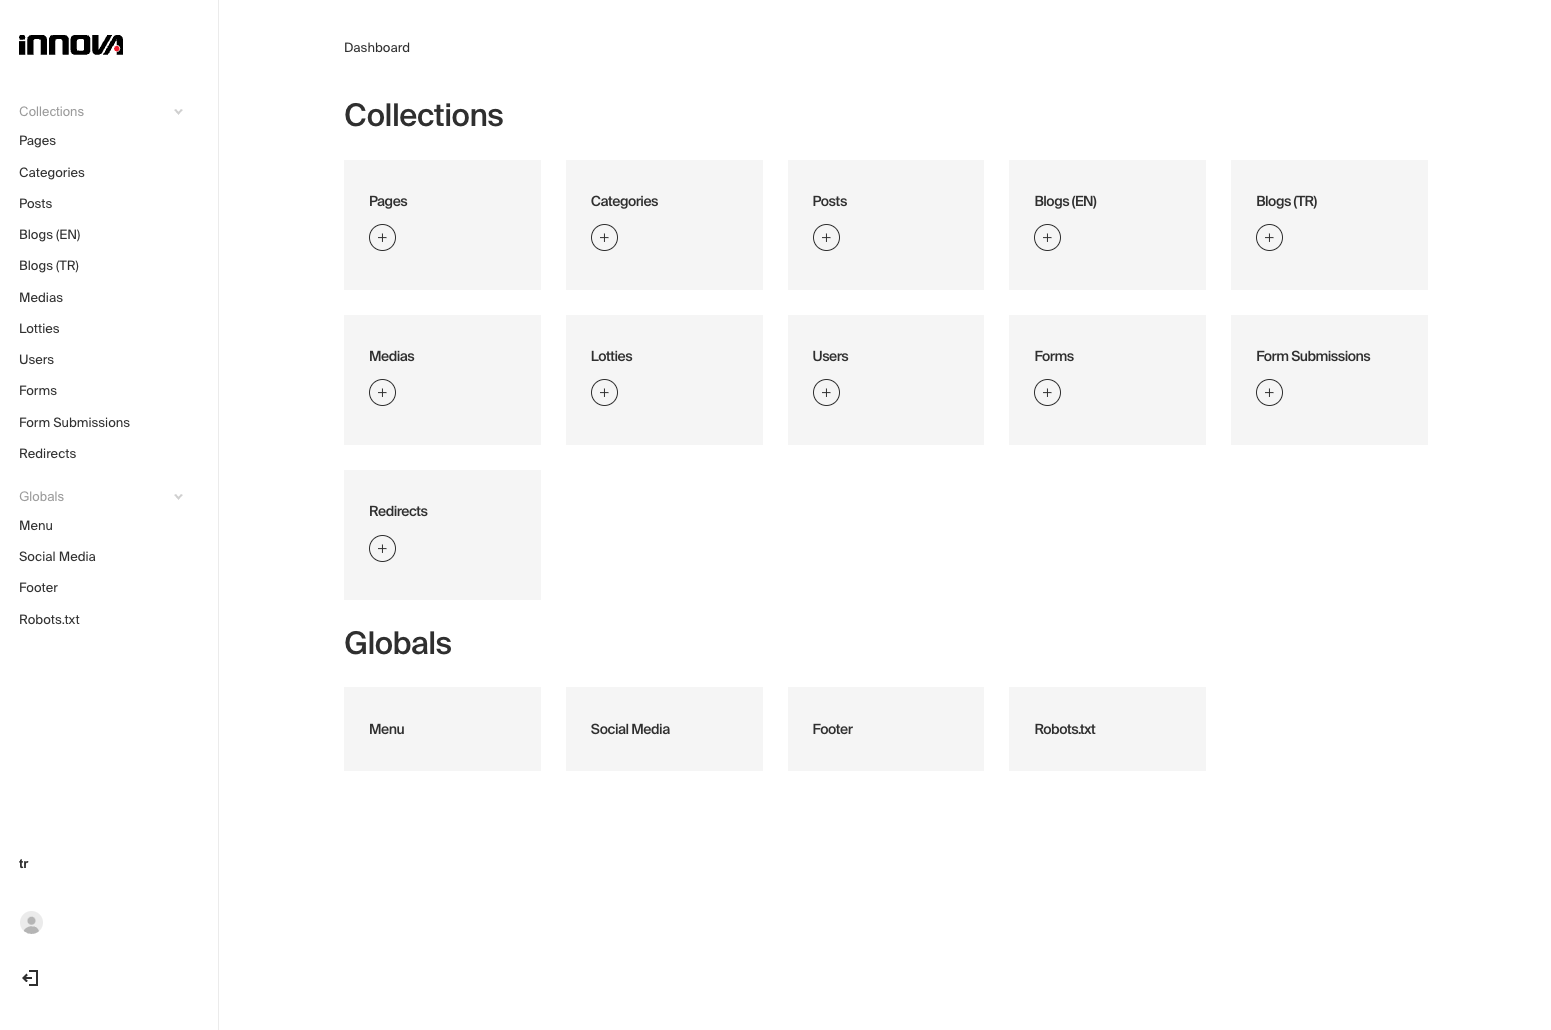 innova
Collections
Pages
Categories
Posts
Blogs (EN)
Blogs (TR)
Medias
Lotties
Users
Forms
Form Submissions
Redirects
Globals
Menu
Social Media
Footer
Robots.txt
tr
Dashboard
Collections
Pages
Categories
Posts
Blogs (EN)
Blogs (TR)
Medias
Lotties
Users
Forms
Form Submissions
Redirects
Globals
Menu
Social Media
Footer
Robots.txt